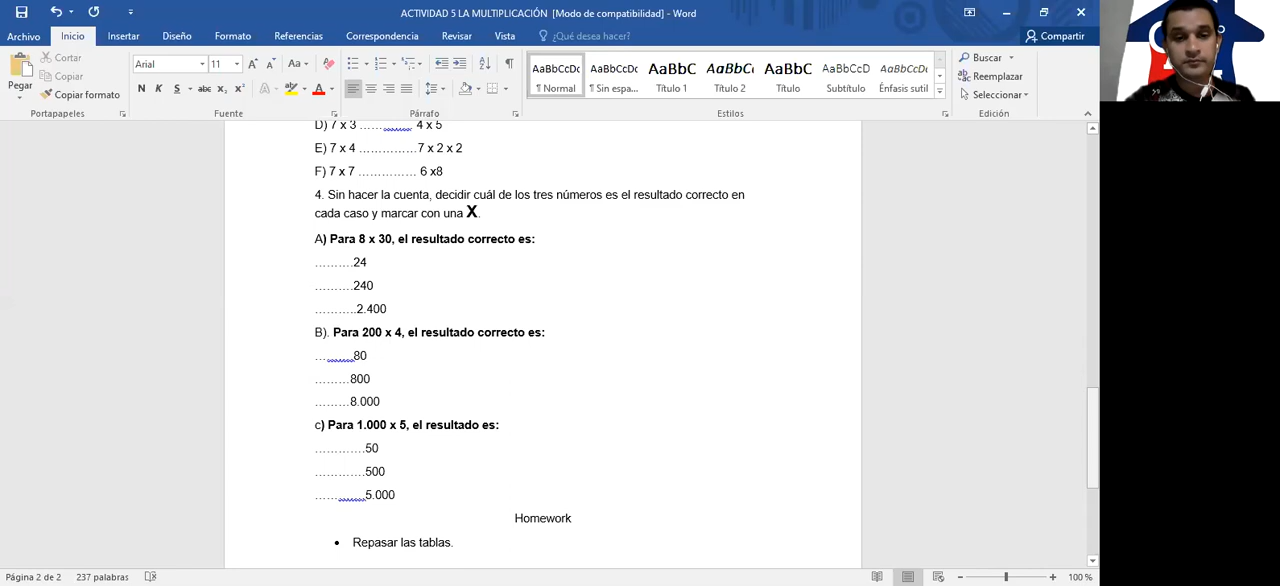 ACTIVIDAD 5 LA MULTIPLICACIÓN [Modo de compatibilidad] - Word
Archivo Inicio Insertar Diseño Formato Referencias Correspondencia Revisar Vista ¿Qué desea hacer? Compartir
Pegar
Cortar
Copiar
Copiar formato
Portapapeles
Arial 11
N K S abc x₂ x²
Fuente
Párrafo
AaBbCcDc AaBbCcDc AaBbC AaBbCc AaBbC AaBbCcD AaBbCcD
¶ Normal ¶ Sin espa... Título 1 Título 2 Título Subtítulo Énfasis sutil
Estilos
Buscar
Reemplazar
Seleccionar
Edición
D) 7 x 3 ............. 4 x 5
E) 7 x 4 ……………7 x 2 x 2
F) 7 x 7 …………… 6 x8
4. Sin hacer la cuenta, decidir cuál de los tres números es el resultado correcto en
cada caso y marcar con una X.
A) Para 8 x 30, el resultado correcto es:
……….24
……….240
………..2.400
B). Para 200 x 4, el resultado correcto es:
….........80
………800
………8.000
c) Para 1.000 x 5, el resultado es:
………….50
………….500
……........5.000
Homework
• Repasar las tablas.
Página 2 de 2 237 palabras
100 %